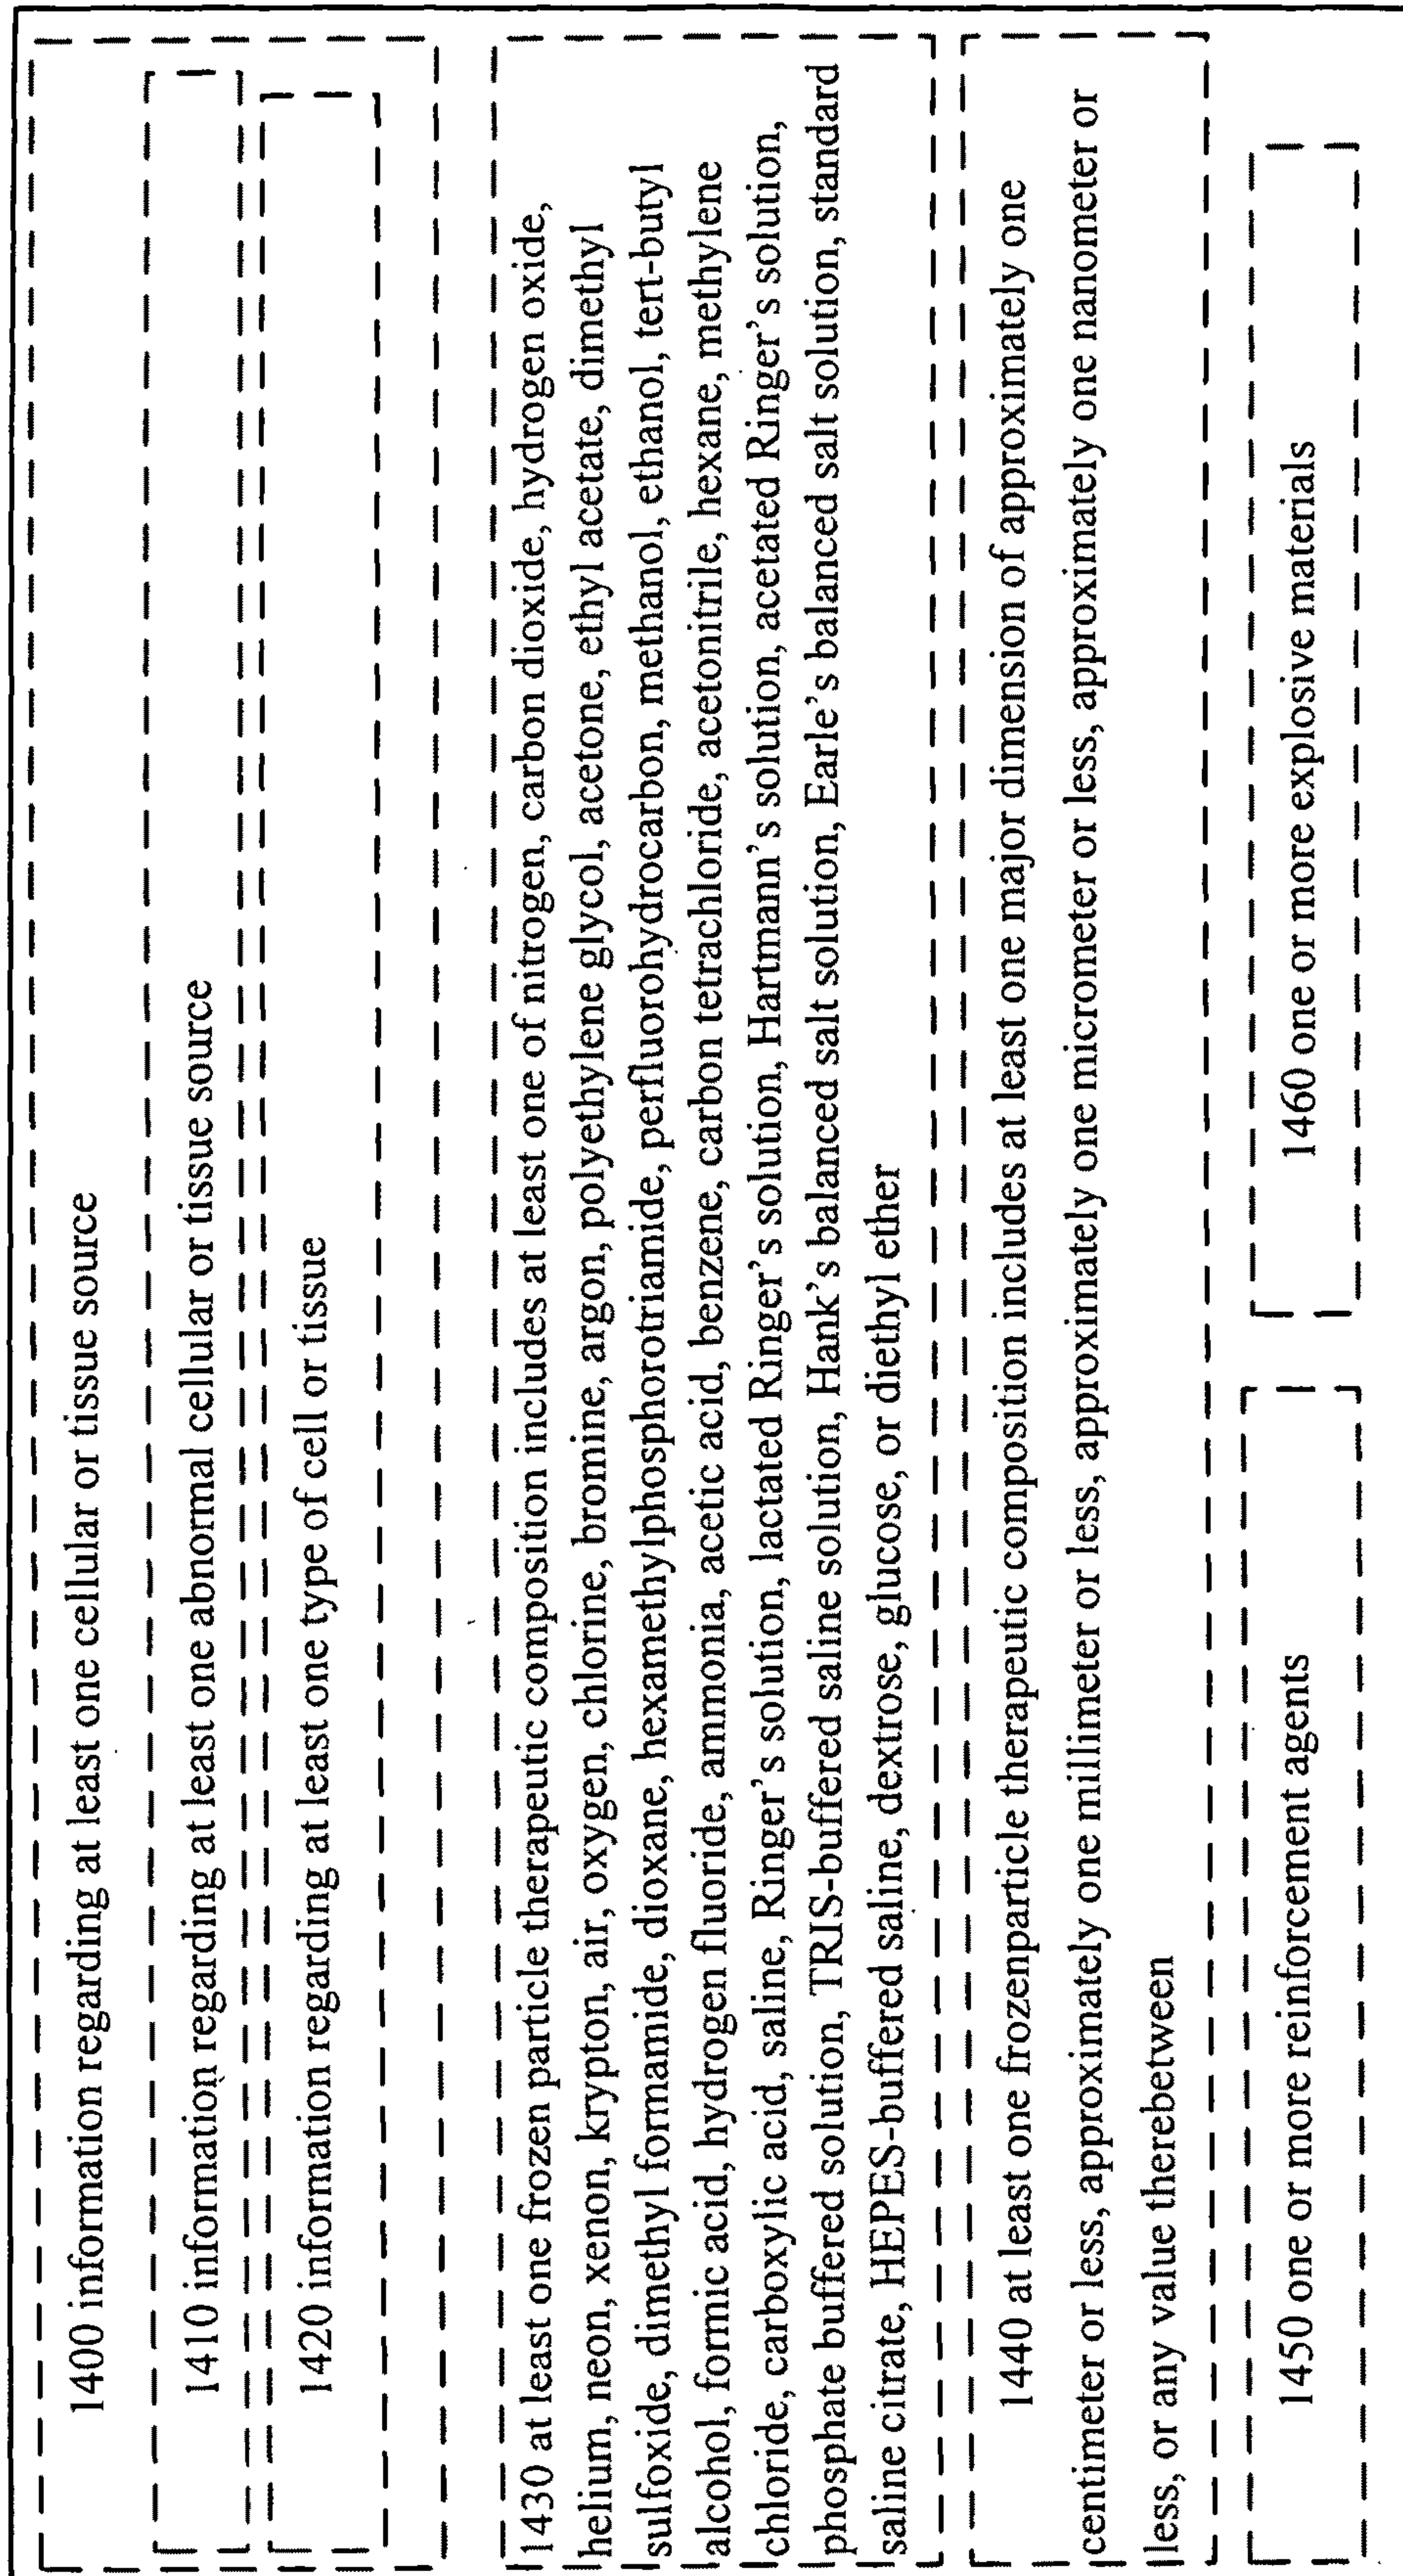 1400 information regarding at least one cellular or tissue source
1410 information regarding at least one abnormal cellular or tissue source
1420 information regarding at least one type of cell or tissue
1430 at least one frozen particle therapeutic composition includes at least one of nitrogen, carbon dioxide, hydrogen oxide,
helium, neon, xenon, krypton, air, oxygen, chlorine, bromine, argon, polyethylene glycol, acetone, ethyl acetate, dimethyl
sulfoxide, dimethyl formamide, dioxane, hexamethylphosphorotriamide, perfluorohydrocarbon, methanol, ethanol, tert-butyl
alcohol, formic acid, hydrogen fluoride, ammonia, acetic acid, benzene, carbon tetrachloride, acetonitrile, hexane, methylene
chloride, carboxylic acid, saline, Ringer's solution, lactated Ringer's solution, Hartmann's solution, acetated Ringer's solution,
phosphate buffered solution, TRIS-buffered saline solution, Hank's balanced salt solution, Earle's balanced salt solution, standard
saline citrate, HEPES-buffered saline, dextrose, glucose, or diethyl ether
1440 at least one frozenparticle therapeutic composition includes at least one major dimension of approximately one
centimeter or less, approximately one millimeter or less, approximately one micrometer or less, approximately one nanometer or
less, or any value therebetween
1450 one or more reinforcement agents
1460 one or more explosive materials